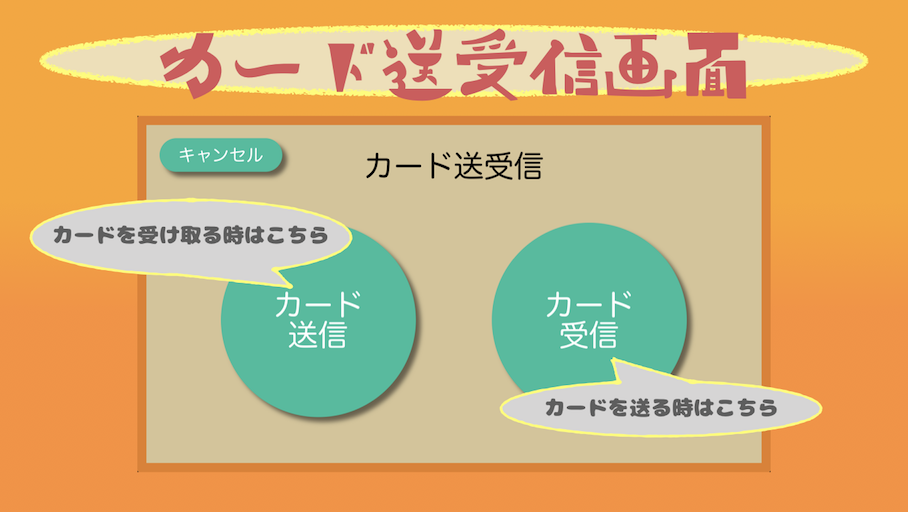 カード送受信画面
キャンセル
カード送受信
カードを受け取る時はこちら
カード
送信
カード
受信
カードを送る時はこちら